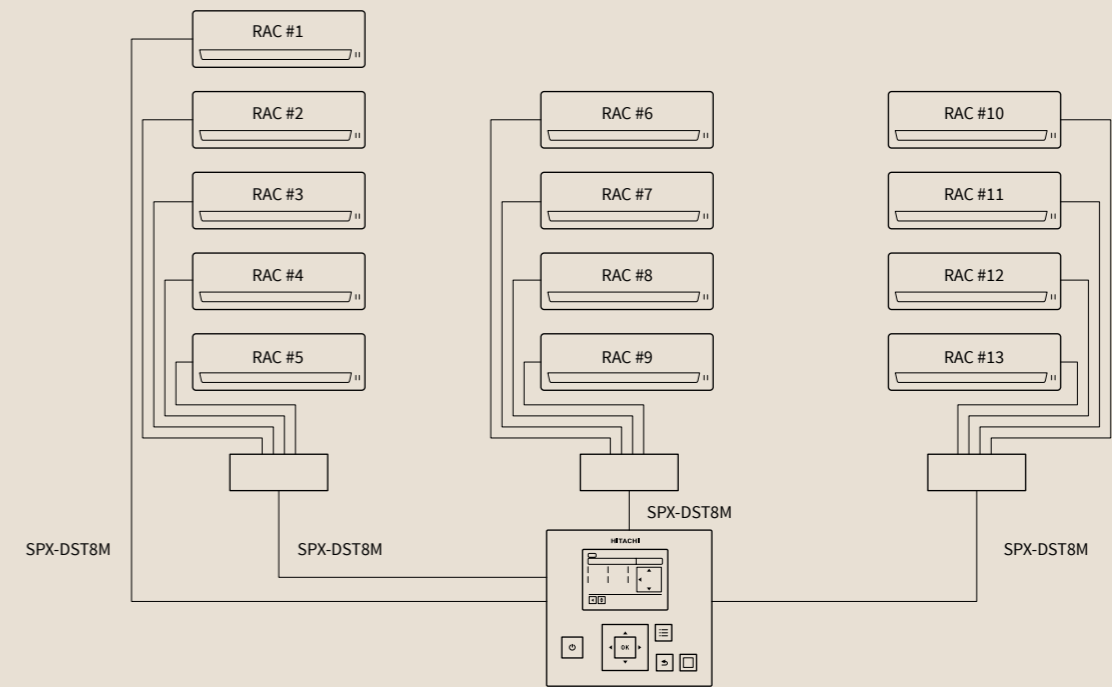 RAC #1
RAC #2
RAC #6
RAC #10
RAC #3
RAC #7
RAC #11
RAC #4
RAC #8
RAC #12
RAC #5
RAC #9
RAC #13
SPX-DST8M
SPX-DST8M
SPX-DST8M
SPX-DST8M
HITACHI
OK